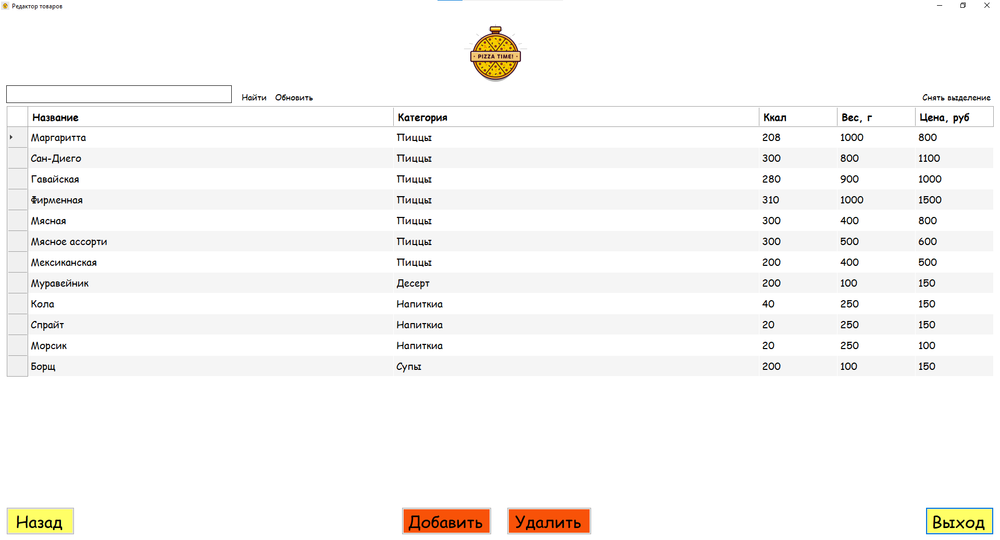 Редактор товаров
• PIZZA TIME! •
Найти Обновить Снять выделение
Название Категория Ккал Вес, г Цена, руб
Маргаритта Пиццы 208 1000 800
Сан-Диего Пиццы 300 800 1100
Гавайская Пиццы 280 900 1000
Фирменная Пиццы 310 1000 1500
Мясная Пиццы 300 400 800
Мясное ассорти Пиццы 300 500 600
Мексиканская Пиццы 200 400 500
Муравейник Десерт 200 100 150
Кола Напиткиа 40 250 150
Спрайт Напиткиа 20 250 150
Морсик Напиткиа 20 250 100
Борщ Супы 200 100 150
Назад Добавить Удалить Выход